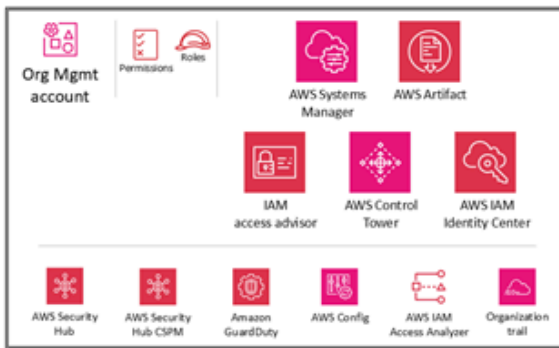 Org Mgmt
account
Permissions
Roles
AWS Systems
Manager
AWS Artifact
IAM
access advisor
AWS Control
Tower
AWS IAM
Identity Center
AWS Security
Hub
AWS Security
Hub CSPM
Amazon
GuardDuty
AWS Config
AWS IAM
Access Analyzer
Organization
trail